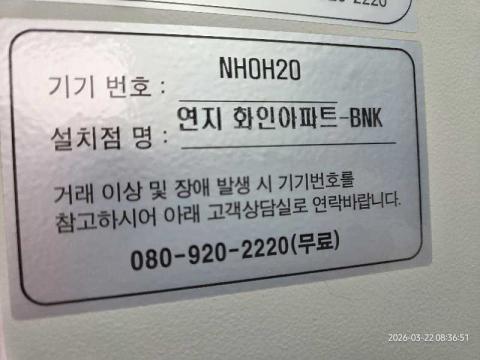 2220
기기 번호 : NH0H20
설치점 명 : 연지 화인아파트-BNK
거래 이상 및 장애 발생 시 기기번호를
참고하시어 아래 고객상담실로 연락바랍니다.
080-920-2220(무료)
2026-03-22 08:36:51